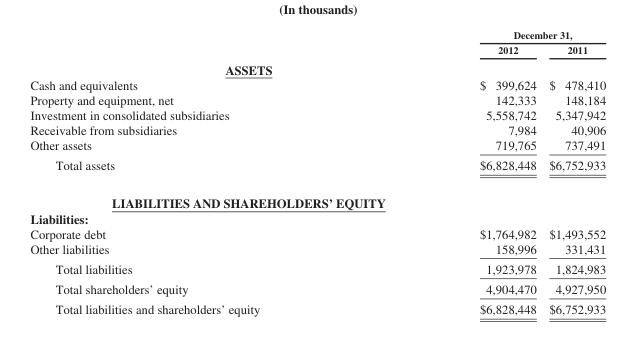 (In thousands)
December 31,
2012 2011
ASSETS
Cash and equivalents $ 399,624 $ 478,410
Property and equipment, net 142,333 148,184
Investment in consolidated subsidiaries 5,558,742 5,347,942
Receivable from subsidiaries 7,984 40,906
Other assets 719,765 737,491
Total assets $6,828,448 $6,752,933
LIABILITIES AND SHAREHOLDERS’ EQUITY
Liabilities:
Corporate debt $1,764,982 $1,493,552
Other liabilities 158,996 331,431
Total liabilities 1,923,978 1,824,983
Total shareholders’ equity 4,904,470 4,927,950
Total liabilities and shareholders’ equity $6,828,448 $6,752,933